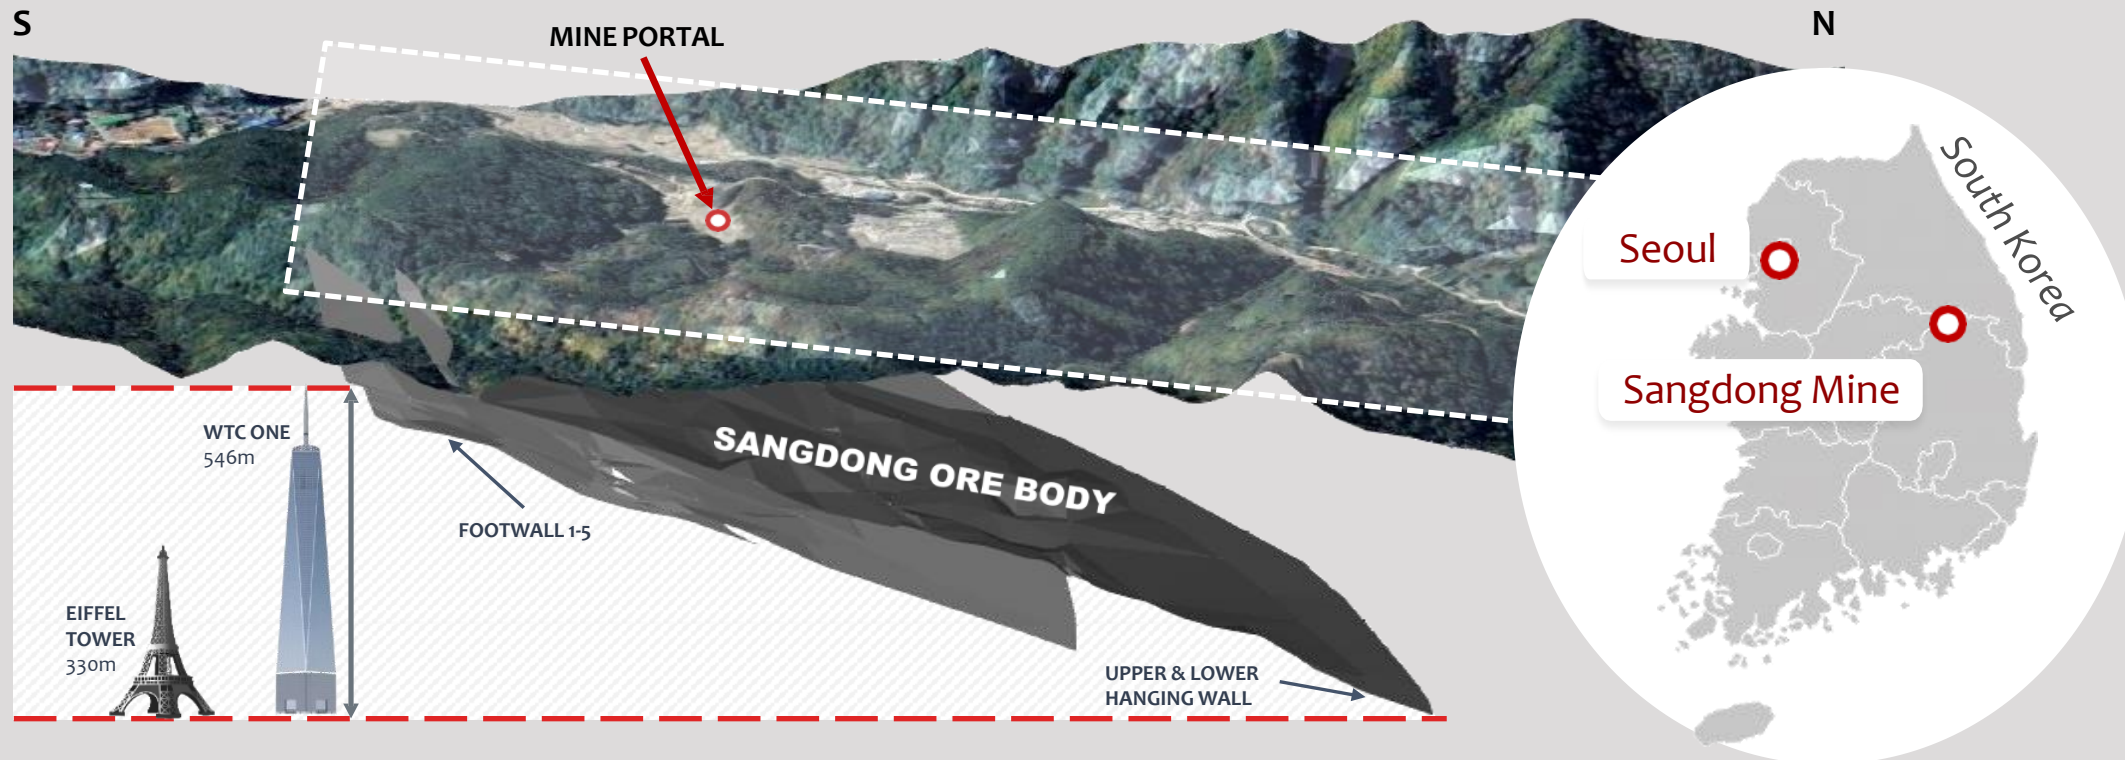 S
MINE PORTAL
N
South Korea
Seoul
Sangdong Mine
WTC ONE
546m
SANGDONG ORE BODY
FOOTWALL 1-5
EIFFEL
TOWER
330m
UPPER & LOWER
HANGING WALL